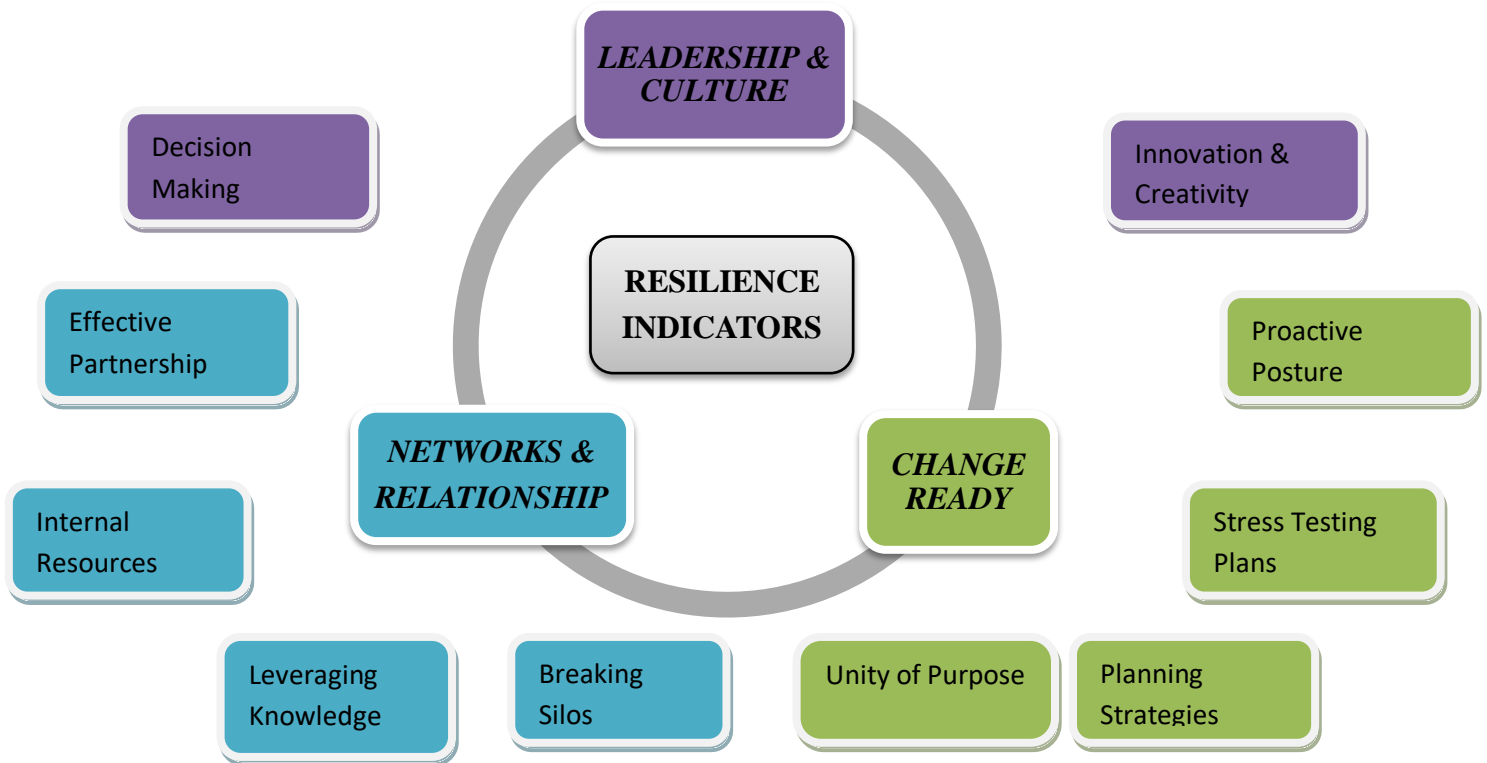 LEADERSHIP &
CULTURE
Decision
Making
Innovation &
Creativity
RESILIENCE
INDICATORS
Effective
Partnership
Proactive
Posture
NETWORKS &
RELATIONSHIP
CHANGE
READY
Internal
Resources
Stress Testing
Plans
Leveraging
Knowledge
Breaking
Silos
Unity of Purpose
Planning
Strategies